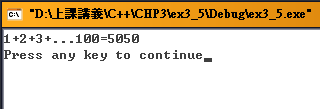 "D:\上課講義\C++\CHP3\ex3_5\Debug\ex3_5.exe"
1+2+3+...100=5050
Press any key to continue